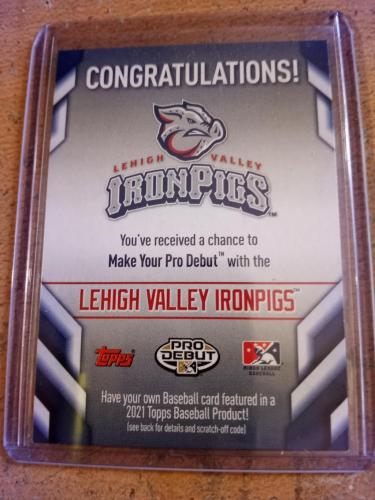 CONGRATULATIONS!
LEHIGH VALLEY
IRONPIGS™
You've received a chance to
Make Your Pro Debut™ with the
LEHIGH VALLEY IRONPIGS™
Topps
PRO
DEBUT
MINOR LEAGUE
BASEBALL
Have your own Baseball card featured in a
2021 Topps Baseball Product!
(see back for details and scratch-off code)